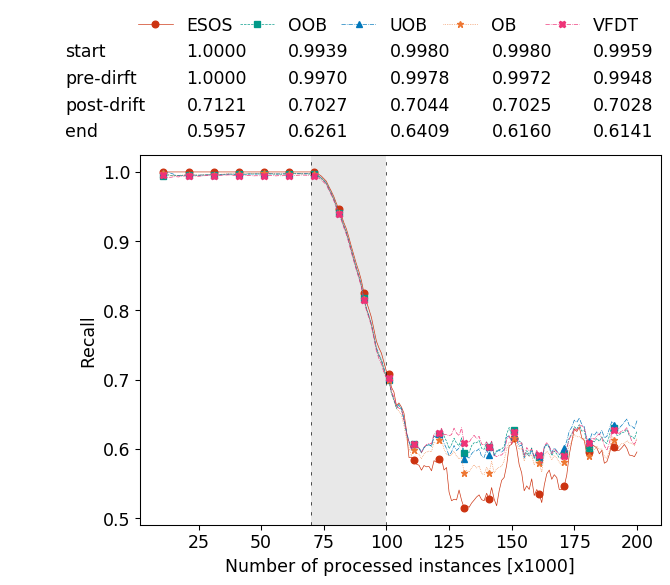 ESOS OOB UOB OB VFDT
start 1.0000 0.9939 0.9980 0.9980 0.9959
pre-dirft 1.0000 0.9970 0.9978 0.9972 0.9948
post-drift 0.7121 0.7027 0.7044 0.7025 0.7028
end 0.5957 0.6261 0.6409 0.6160 0.6141
1.0
0.9
0.8
0.7
0.6
0.5
Recall
25 50 75 100 125 150 175 200
Number of processed instances [x1000]